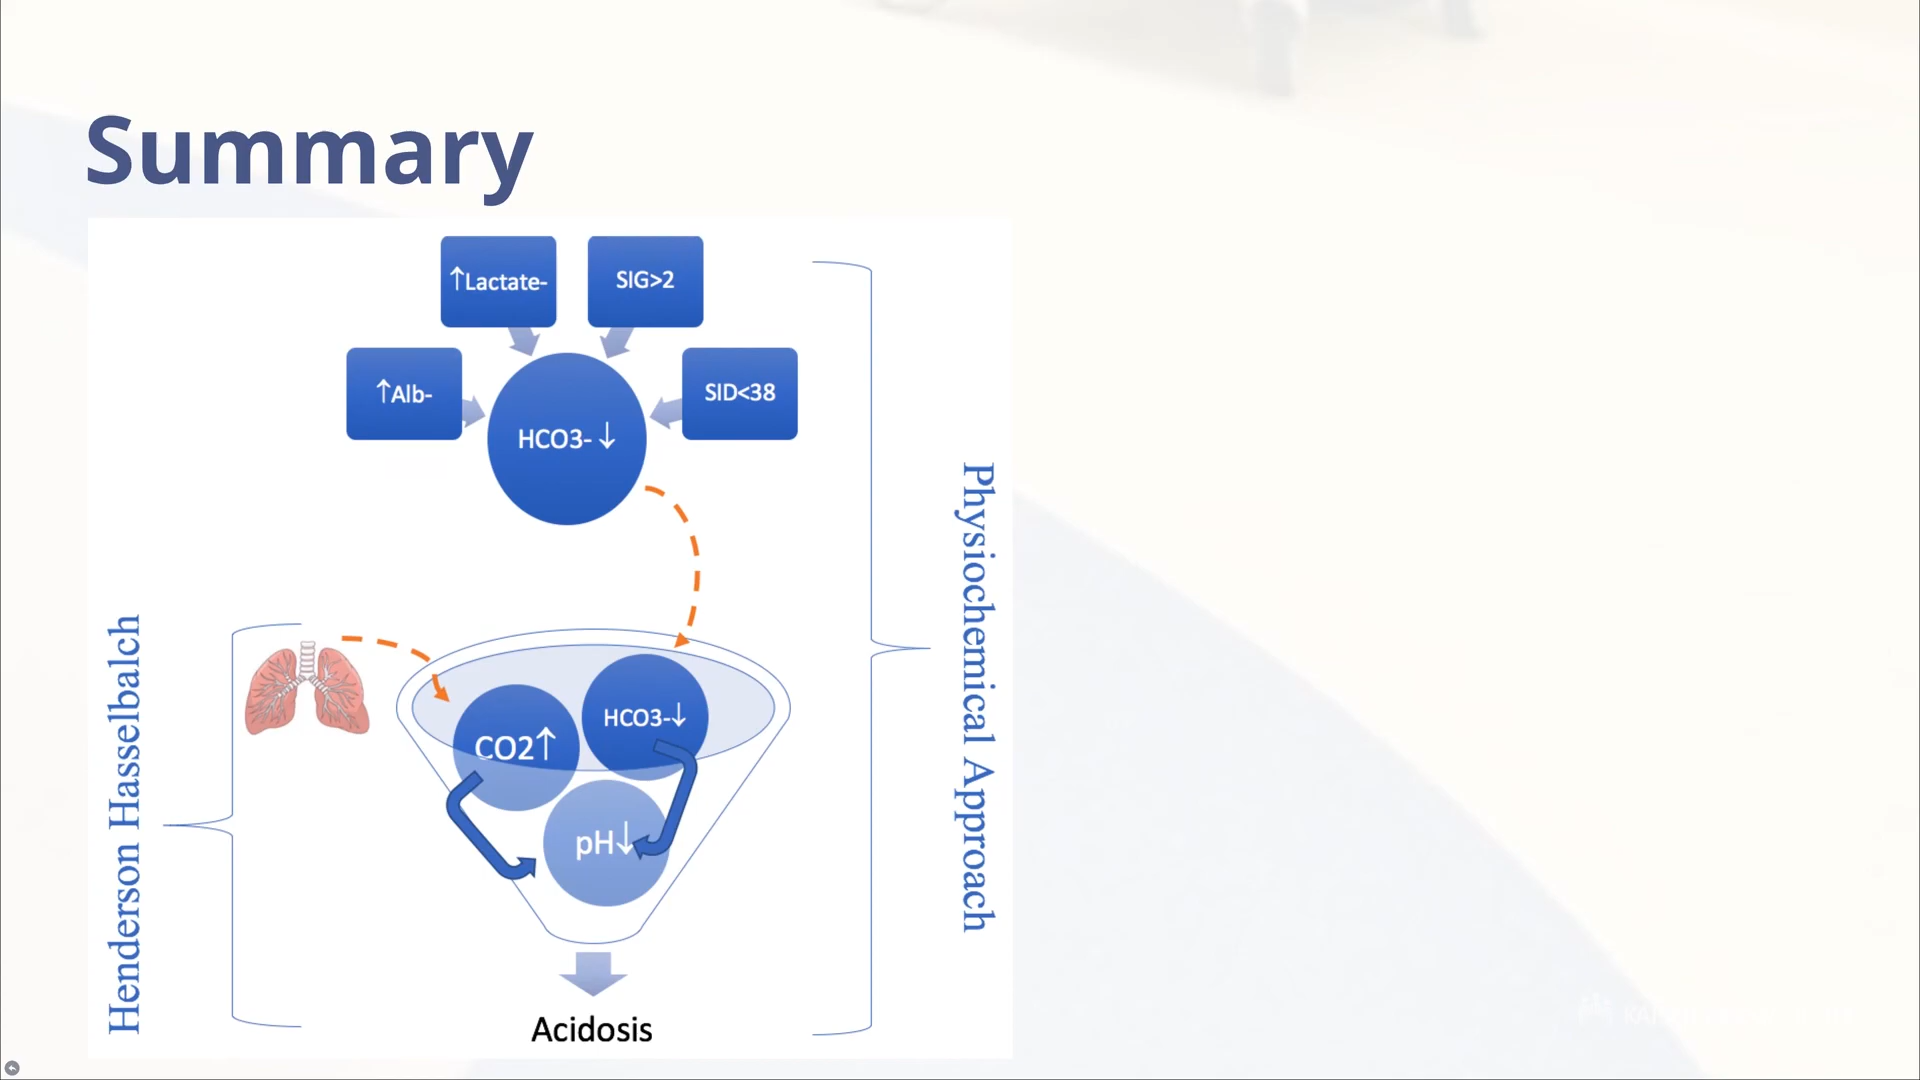 Summary
↑Lactate-
SIG>2
↑Alb-
SID<38
HCO3-↓
Henderson Hasselbalch
Physiochemical Approach
CO2↑
HCO3-↓
pH↓
Acidosis